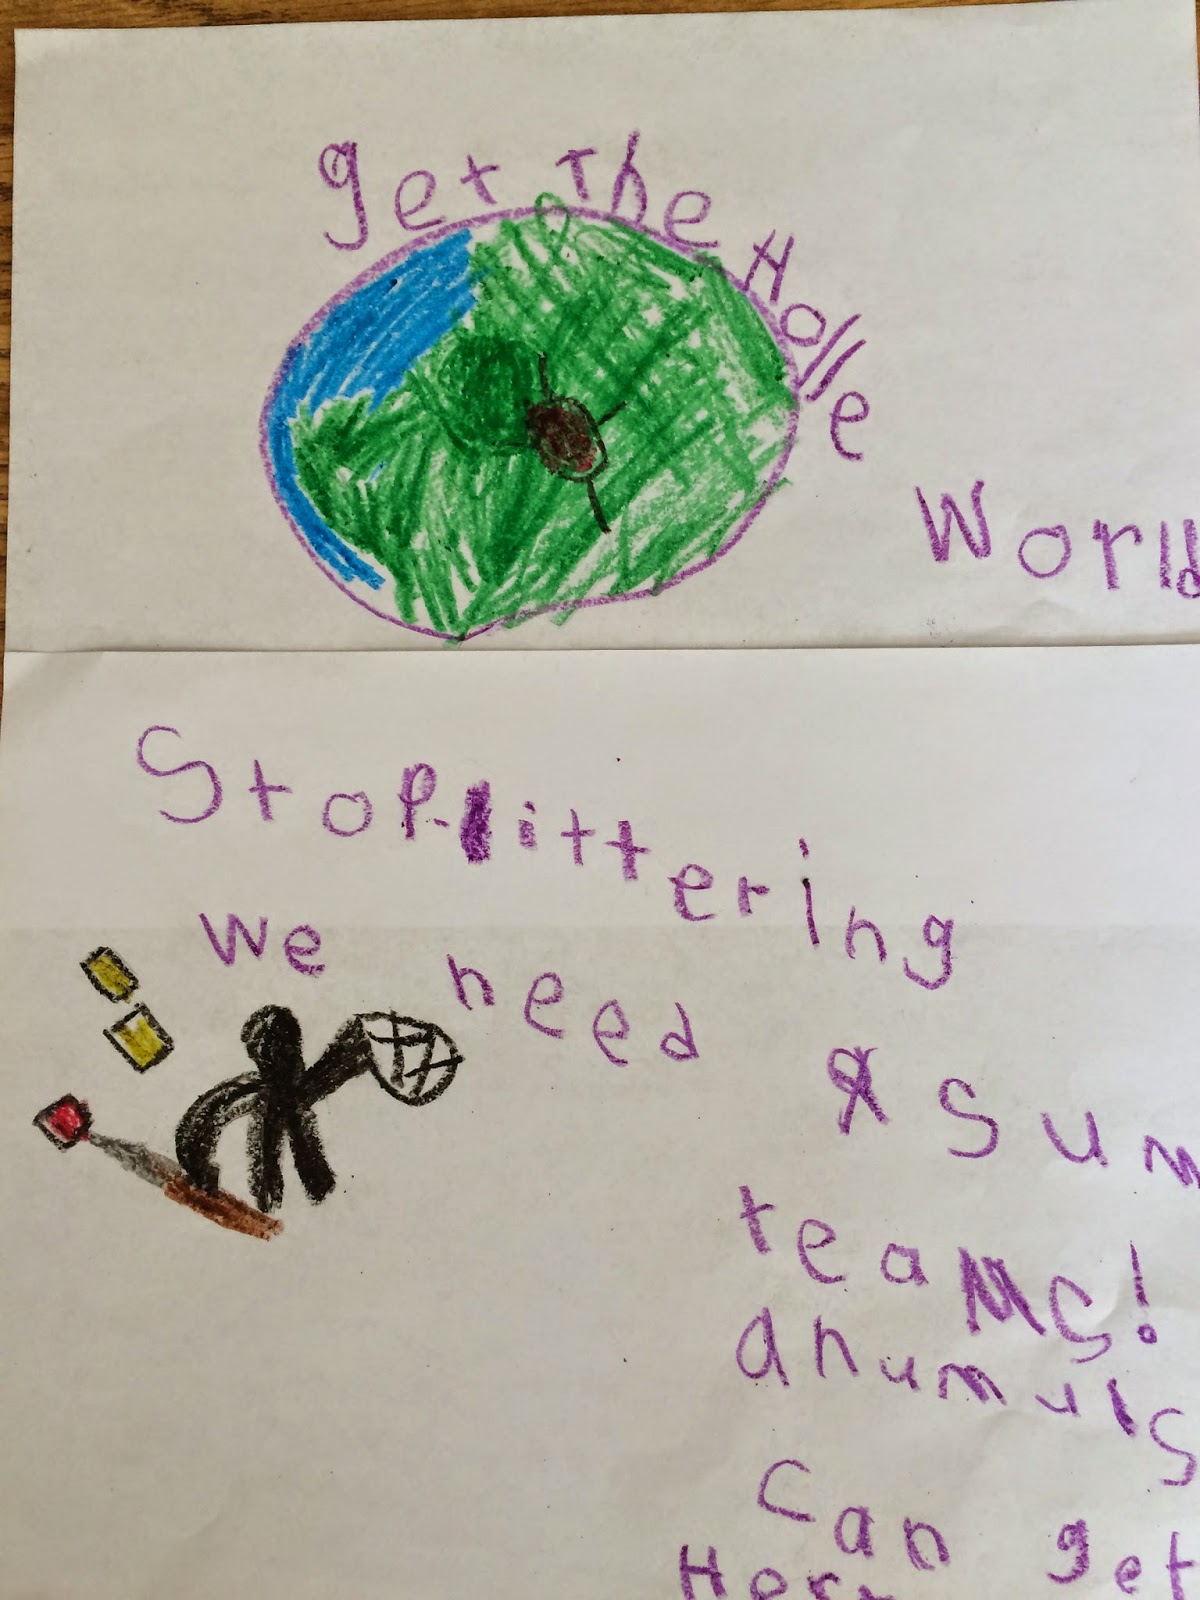 get the Holle
World
Stop littering
we need
a sum
teams!
anumuls
can get